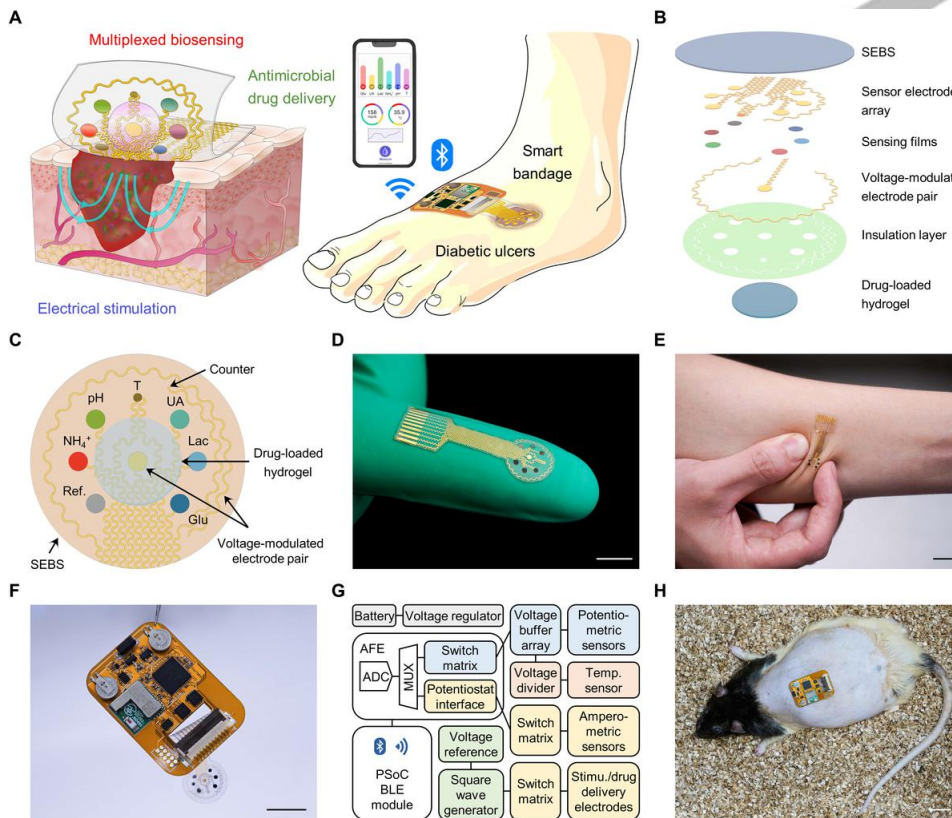 A
Multiplexed biosensing
Antimicrobial
drug delivery
Electrical stimulation
Smart
bandage
Diabetic ulcers
B
SEBS
Sensor electrode
array
Sensing films
Voltage-modulated
electrode pair
Insulation layer
Drug-loaded
hydrogel
C
Counter
T
pH
UA
NH₄⁺
Lac
Drug-loaded
hydrogel
Ref.
Glu
Voltage-modulated
electrode pair
SEBS
D
E
F
G
Battery
Voltage regulator
Voltage
buffer
array
Potentio-
metric
sensors
AFE
ADC
MUX
Switch
matrix
Potentiostat
interface
Voltage
divider
Temp.
sensor
Switch
matrix
Ampero-
metric
sensors
PSoC
BLE
module
Voltage
reference
Square
wave
generator
Switch
matrix
Stimu./drug
delivery
electrodes
H